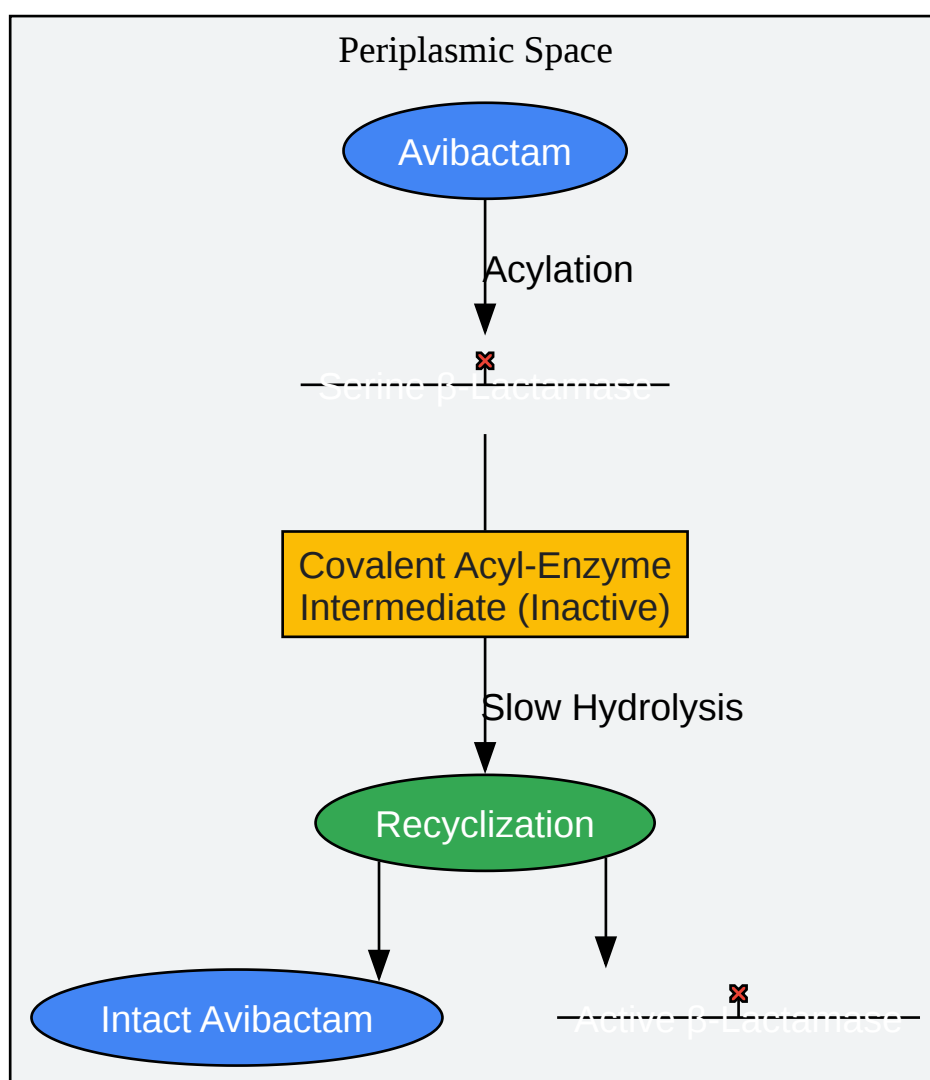 Periplasmic Space
Avibactam
Acylation
Serine β-Lactamase
Covalent Acyl-Enzyme
Intermediate (Inactive)
Slow Hydrolysis
Recyclization
Intact Avibactam
Active β-Lactamase